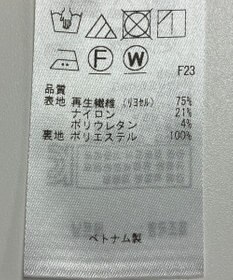 F W
F23
品質
表地 再生繊維 (リヨセル) 75%
ナイロン 21%
ポリウレタン 4%
裏地 ポリエステル 100%
ベトナム製